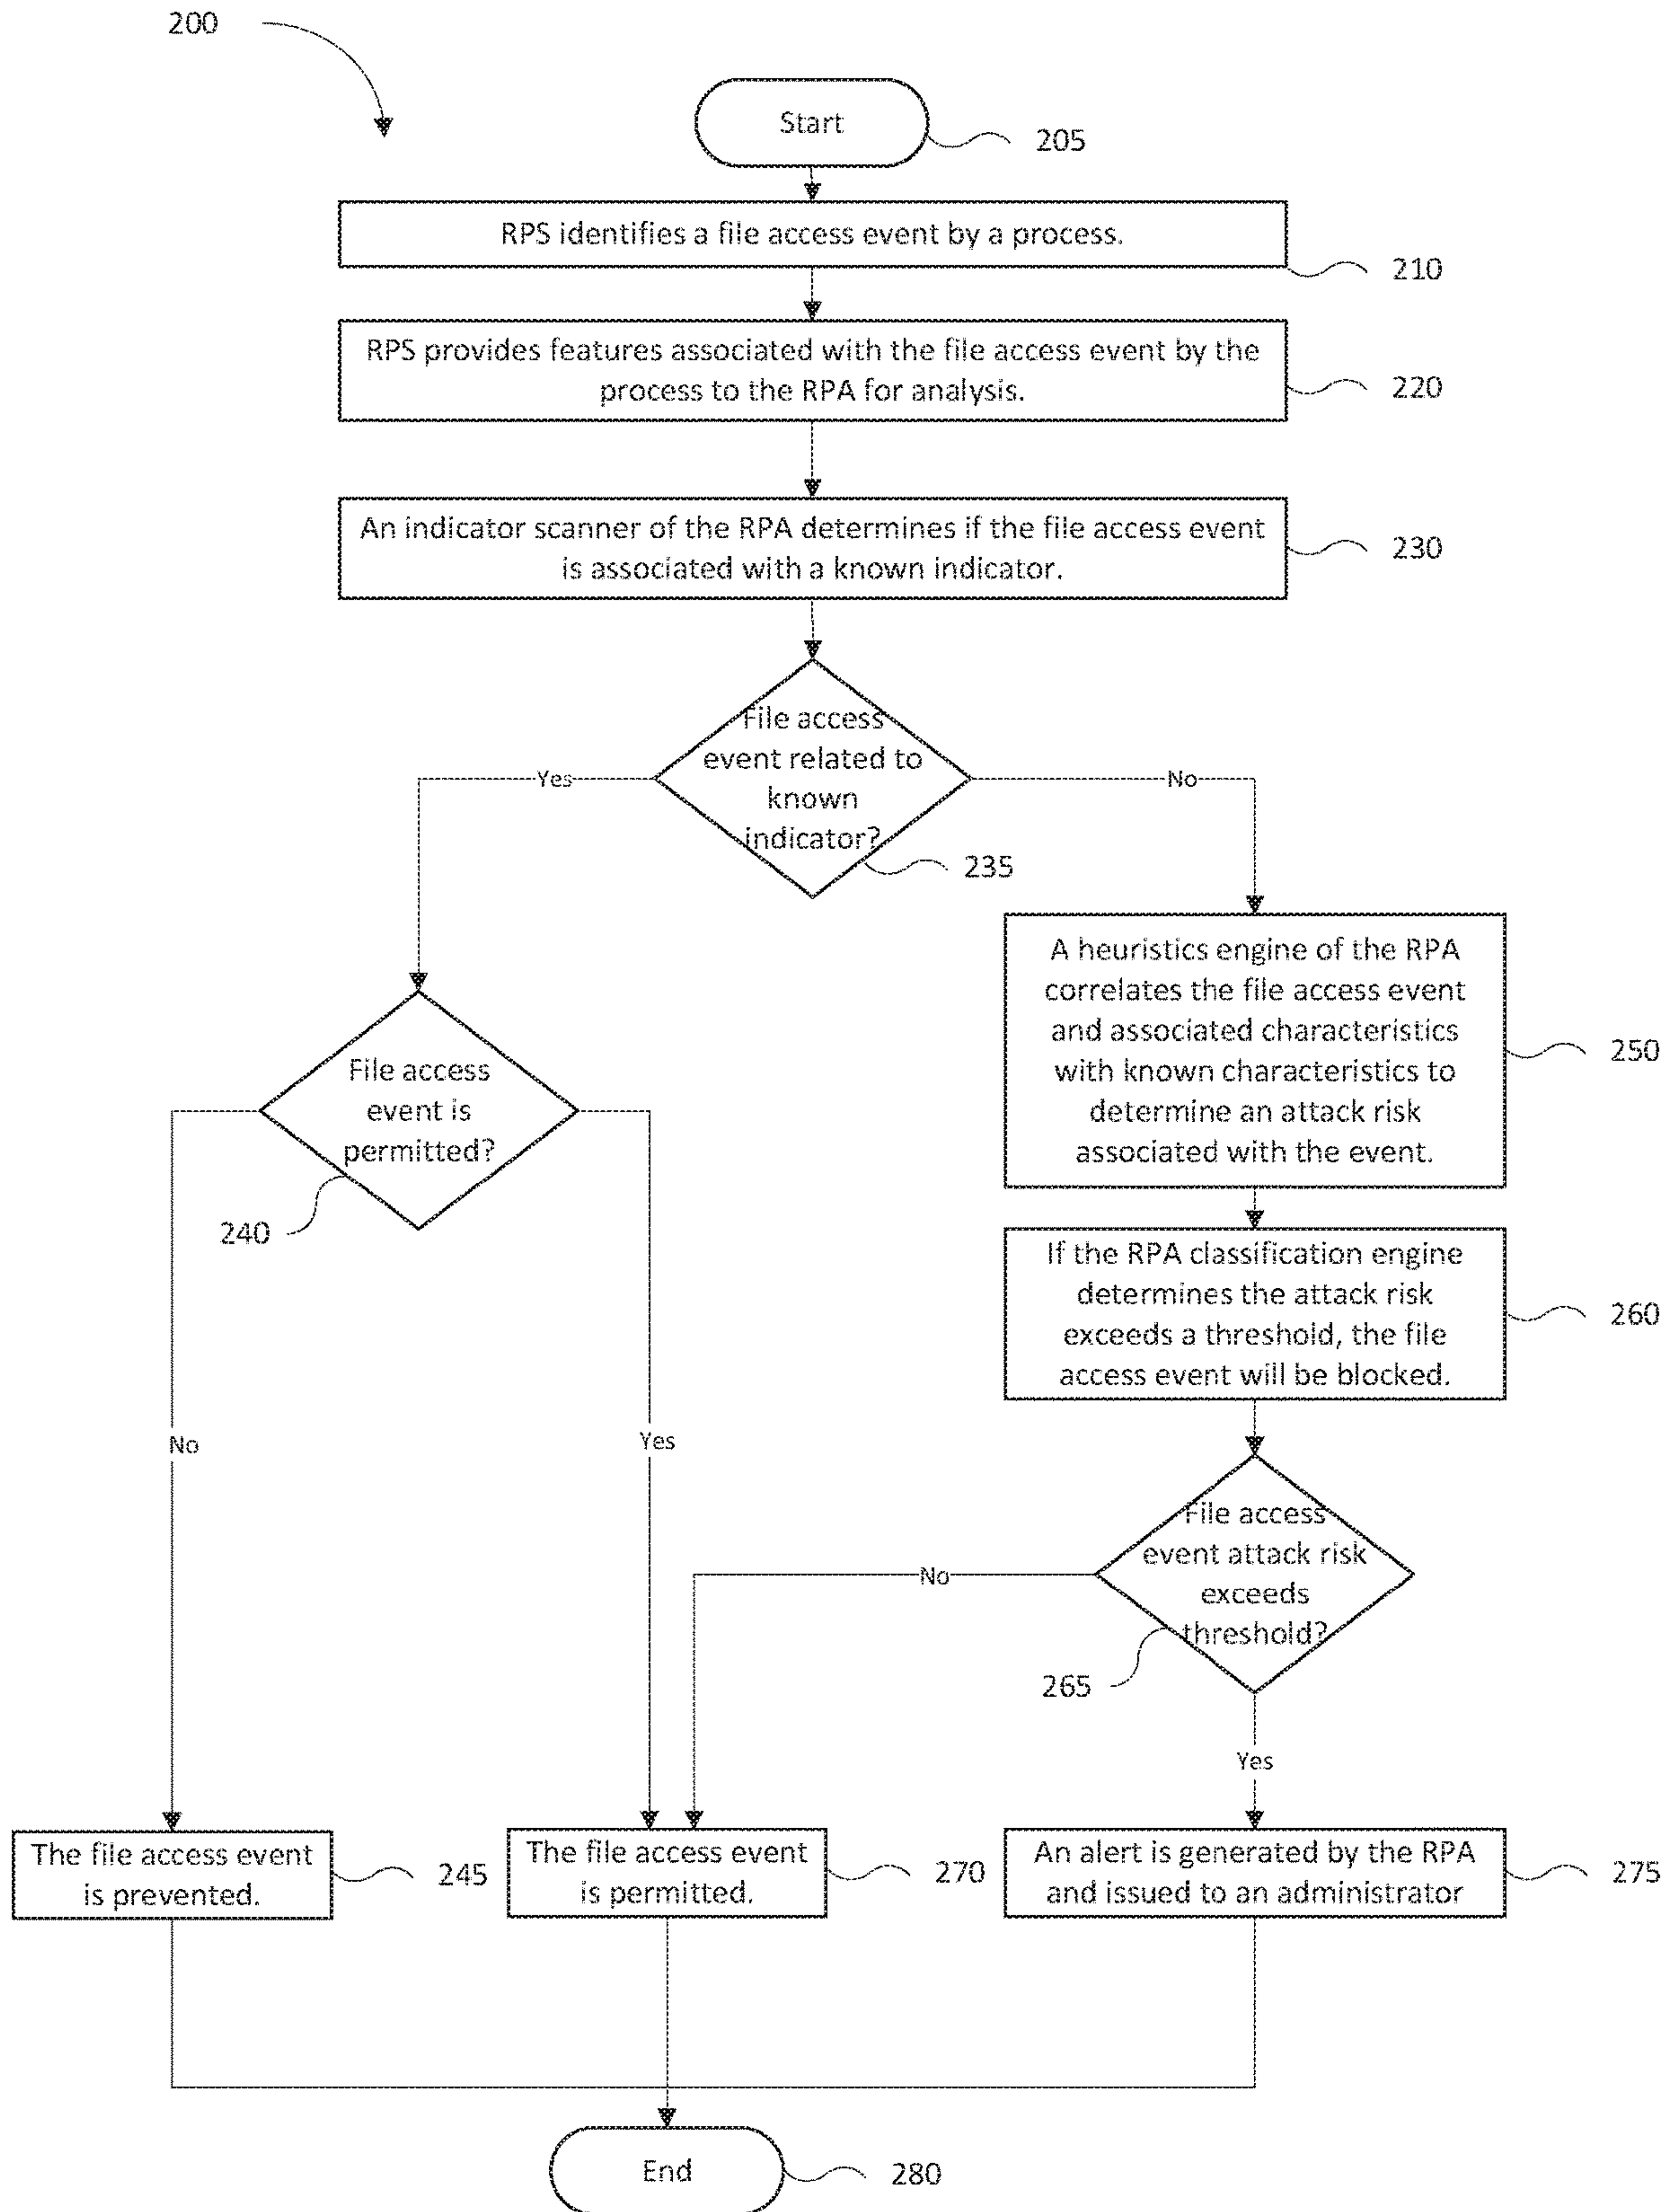 200
Start
205
RPS identifies a file access event by a process.
210
RPS provides features associated with the file access event by the
process to the RPA for analysis.
220
An indicator scanner of the RPA determines if the file access event
is associated with a known indicator.
230
File access
event related to
known
indicator?
235
Yes
No
A heuristics engine of the RPA
correlates the file access event
and associated characteristics
with known characteristics to
determine an attack risk
associated with the event.
250
File access
event is
permitted?
240
If the RPA classification engine
determines the attack risk
exceeds a threshold, the file
access event will be blocked.
260
No
Yes
File access
event attack risk
exceeds
threshold?
265
No
Yes
The file access event
is prevented.
245
The file access event
is permitted.
270
An alert is generated by the RPA
and issued to an administrator
275
End
280